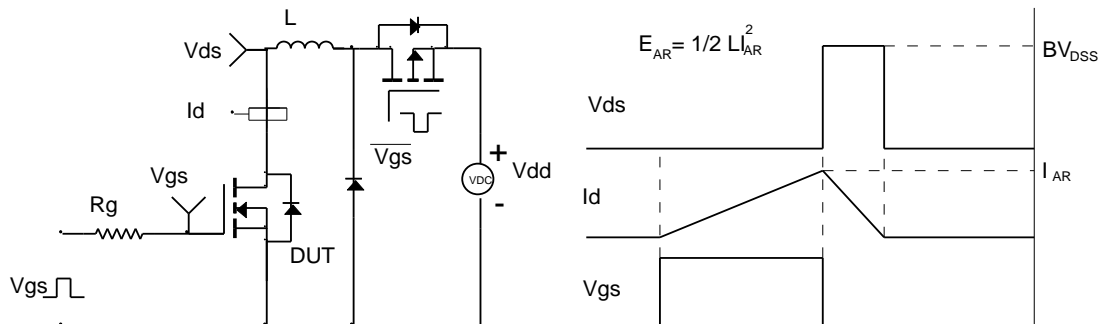 L
Vds
Id
Vgs
Vgs
+
VDC
Vdd
-
Vgs
Rg
DUT
Vgs
E_AR = 1/2 LI_AR^2
BV_DSS
Vds
I_AR
Id
Vgs